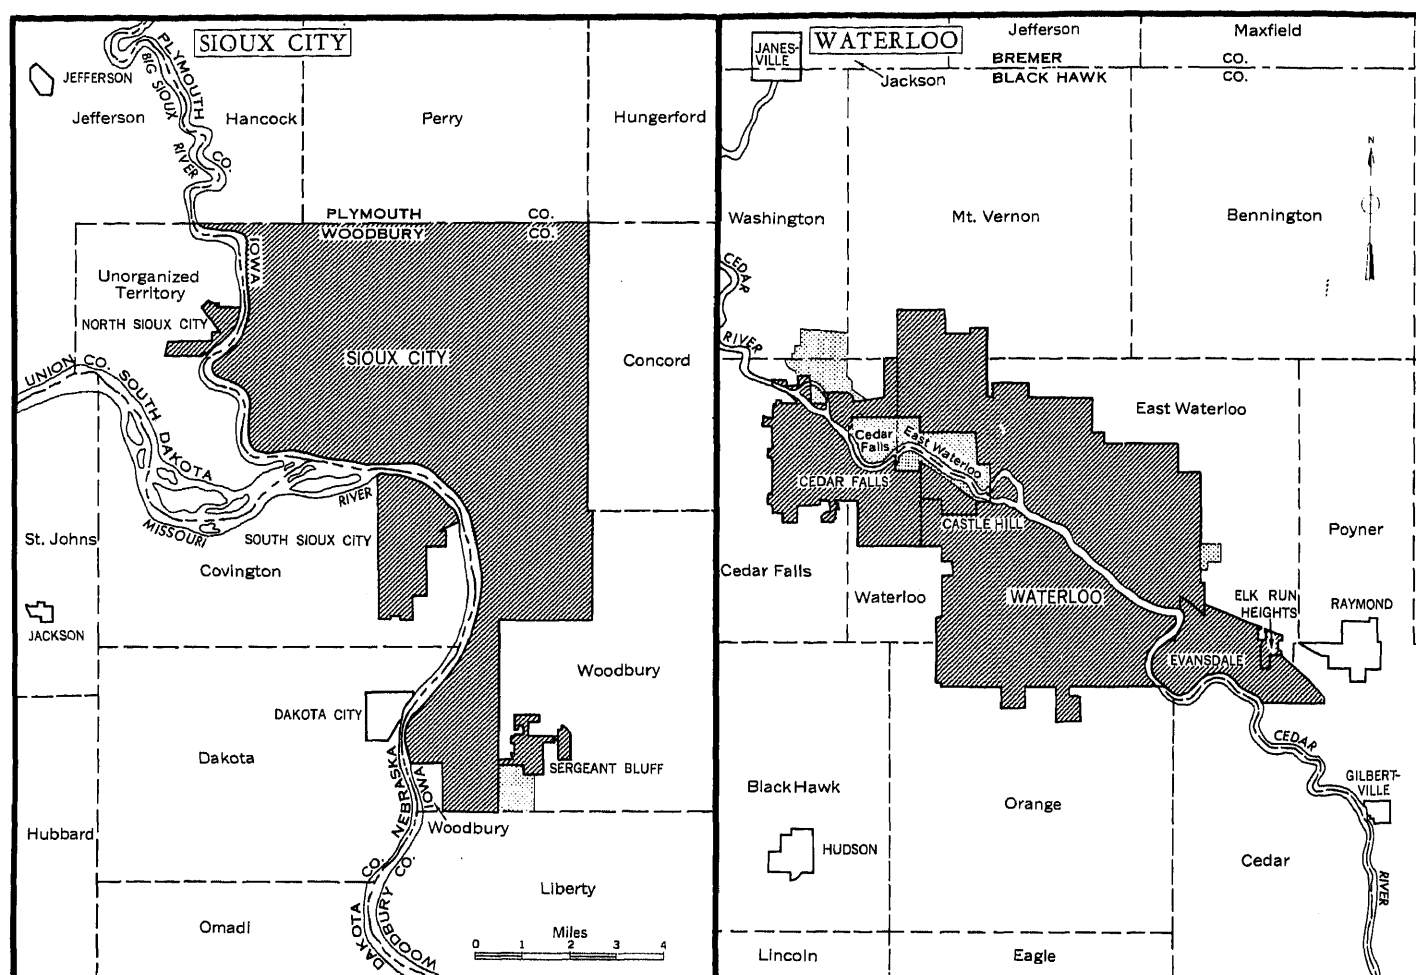 SIOUX CITY
JEFFERSON
PLYMOUTH
CO.
BIG SIOUX
RIVER
Jefferson
Hancock
Perry
Hungerford
PLYMOUTH CO.
WOODBURY CO.
IOWA
Unorganized
Territory
NORTH SIOUX CITY
SIOUX CITY
Concord
UNION CO. SOUTH DAKOTA
MISSOURI
RIVER
St. Johns
SOUTH SIOUX CITY
Covington
JACKSON
Woodbury
DAKOTA CITY
Dakota
SERGEANT BLUFF
NEBRASKA
IOWA
Woodbury
Hubbard
CO.
CO.
Liberty
Omadi
DAKOTA
WOODBURY
WOODBURY
Miles
0 1 2 3 4
JANES-
VILLE
WATERLOO
Jefferson
Maxfield
BREMER CO.
Jackson
BLACK HAWK CO.
N
Washington
Mt. Vernon
Bennington
CEDAR
RIVER
East Waterloo
Cedar
Falls
East Waterloo
CEDAR FALLS
CASTLE HILL
Poyner
Cedar Falls
Waterloo
WATERLOO
ELK RUN
HEIGHTS
RAYMOND
EVANSDALE
CEDAR
GILBERT-
VILLE
Black Hawk
Orange
HUDSON
Cedar
RIVER
Lincoln
Eagle